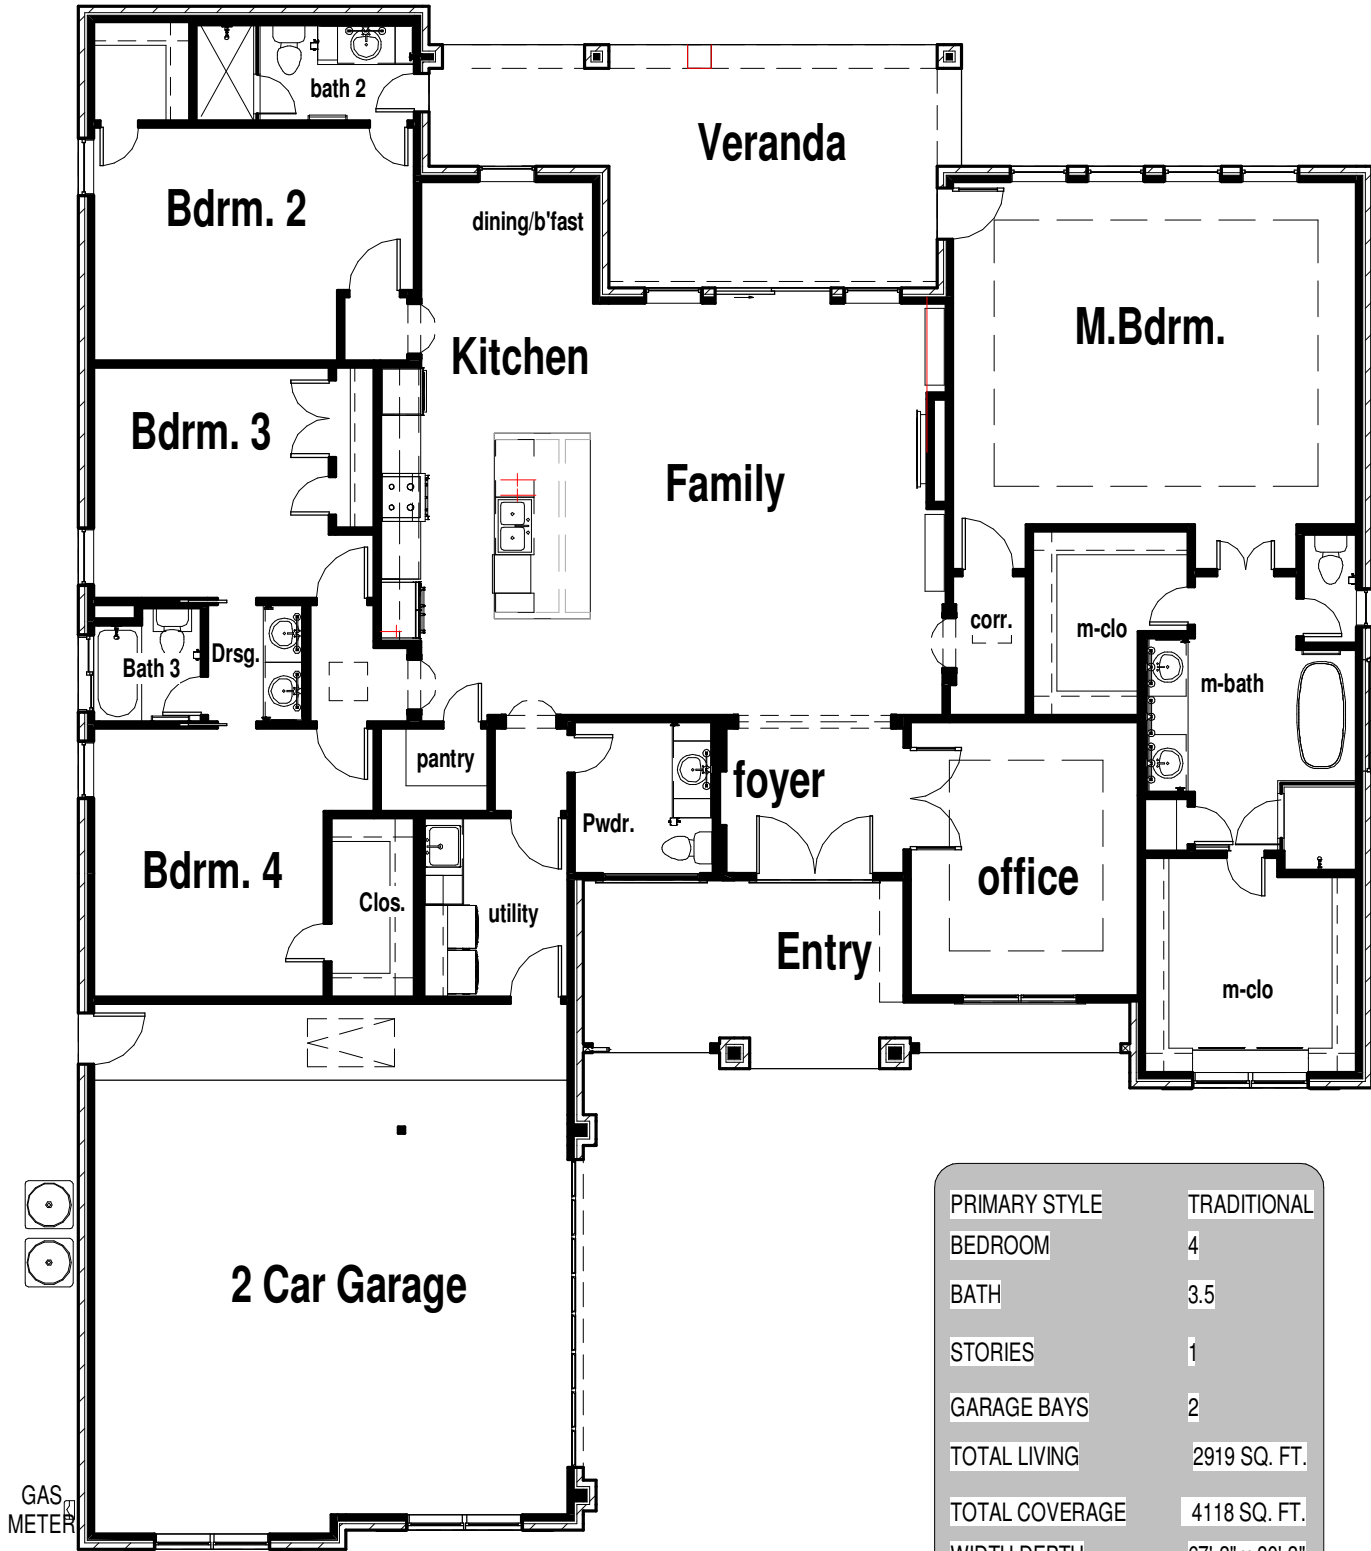 bath 2
Veranda
Bdrm. 2
dining/b'fast
Kitchen
M.Bdrm.
Bdrm. 3
Family
corr.
m-clo
Bath 3
Drsg.
m-bath
pantry
foyer
Pwdr.
Bdrm. 4
Clos.
utility
office
Entry
m-clo
2 Car Garage
GAS
METER
PRIMARY STYLE TRADITIONAL
BEDROOM 4
BATH 3.5
STORIES 1
GARAGE BAYS 2
TOTAL LIVING 2919 SQ. FT.
TOTAL COVERAGE 4118 SQ. FT.
WIDTH DEPTH